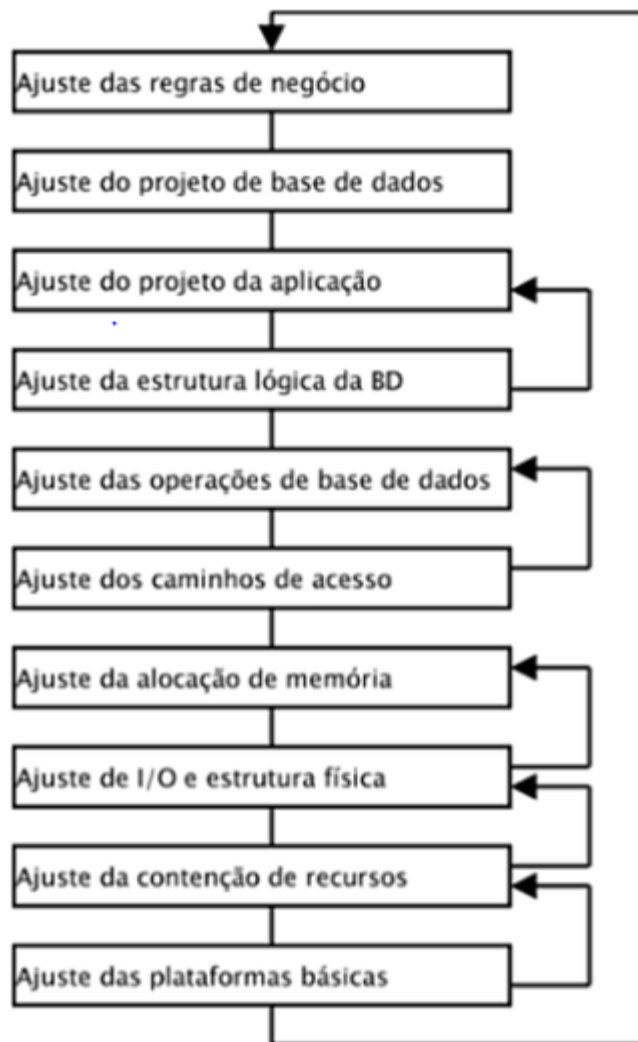 Ajuste das regras de negócio
Ajuste do projeto de base de dados
Ajuste do projeto da aplicação
Ajuste da estrutura lógica da BD
Ajuste das operações de base de dados
Ajuste dos caminhos de acesso
Ajuste da alocação de memória
Ajuste de I/O e estrutura física
Ajuste da contenção de recursos
Ajuste das plataformas básicas